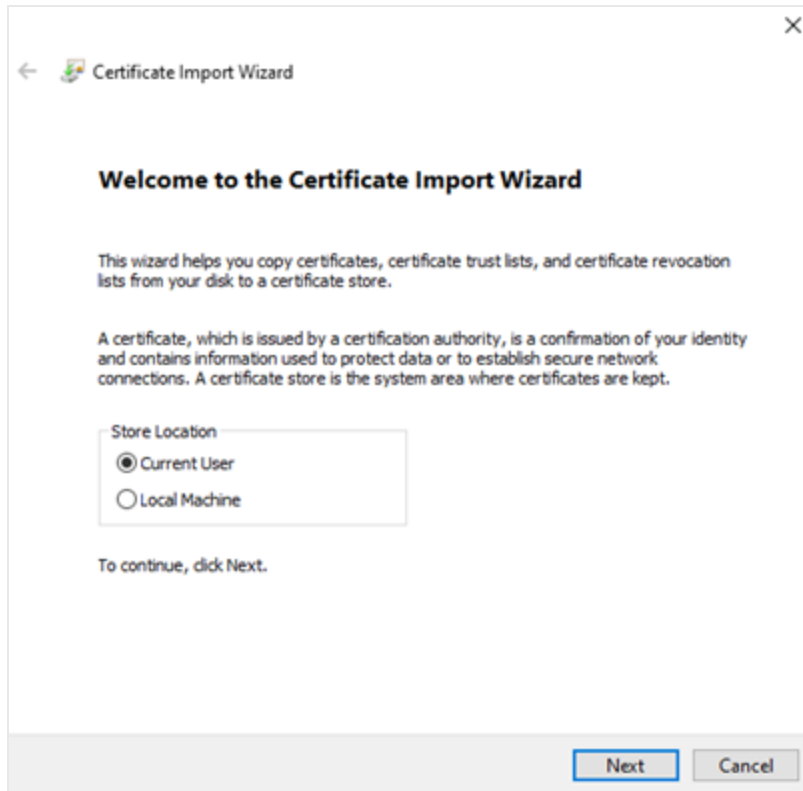 Certificate Import Wizard
Welcome to the Certificate Import Wizard
This wizard helps you copy certificates, certificate trust lists, and certificate revocation
lists from your disk to a certificate store.
A certificate, which is issued by a certification authority, is a confirmation of your identity
and contains information used to protect data or to establish secure network
connections. A certificate store is the system area where certificates are kept.
Store Location
Current User
Local Machine
To continue, click Next.
Next
Cancel